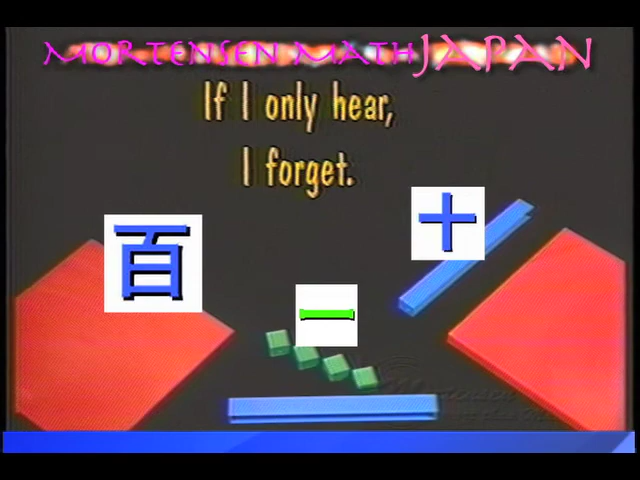 MORTENSEN MATH JAPAN
If I only hear,
I forget.
十
百
一